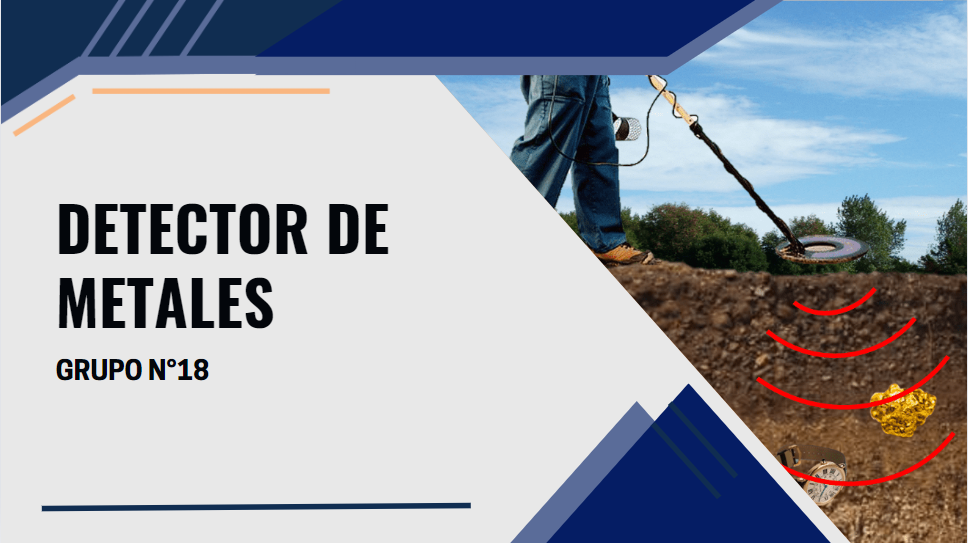 DETECTOR DE
METALES
GRUPO N°18